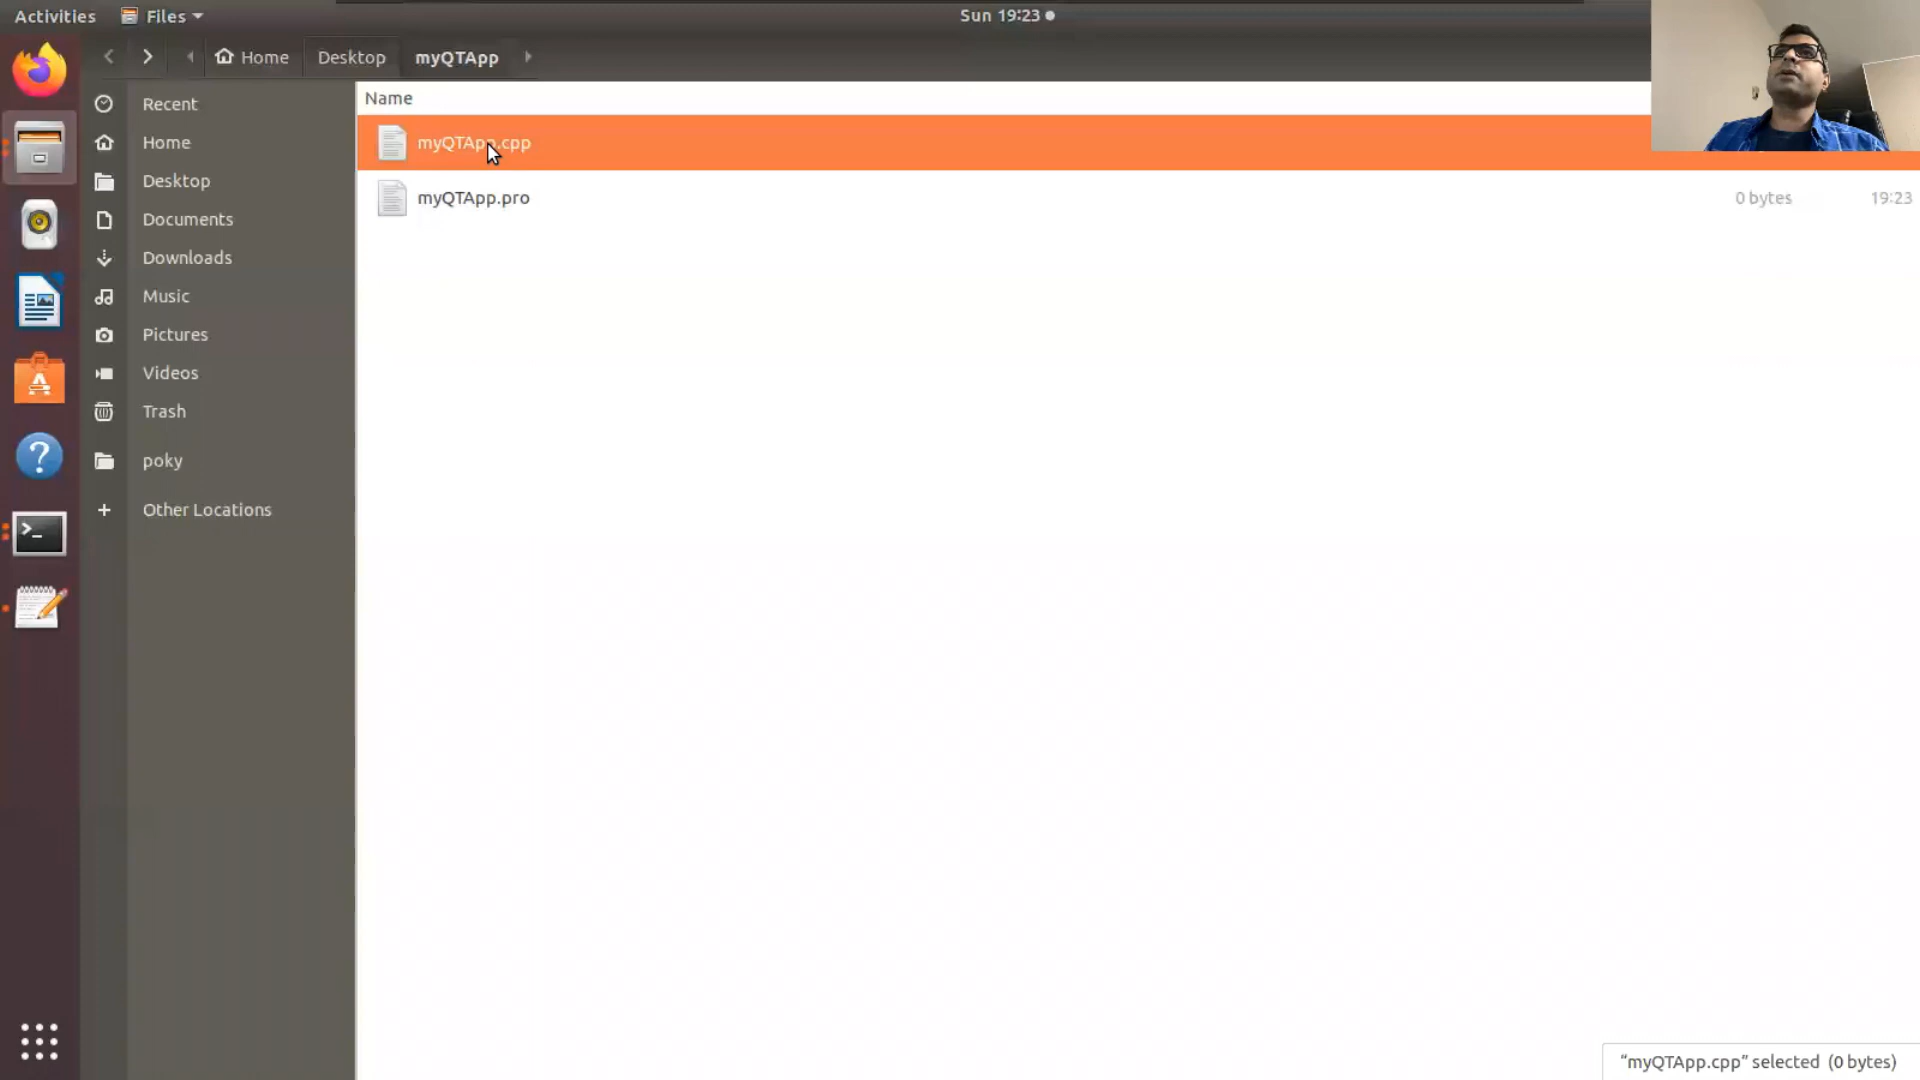 Activities Files Sun 19:23
Home Desktop myQTApp
Recent
Home
Desktop
Documents
Downloads
Music
Pictures
Videos
Trash
poky
Other Locations
Name
myQTApp.cpp
myQTApp.pro 0 bytes 19:23
“myQTApp.cpp” selected (0 bytes)